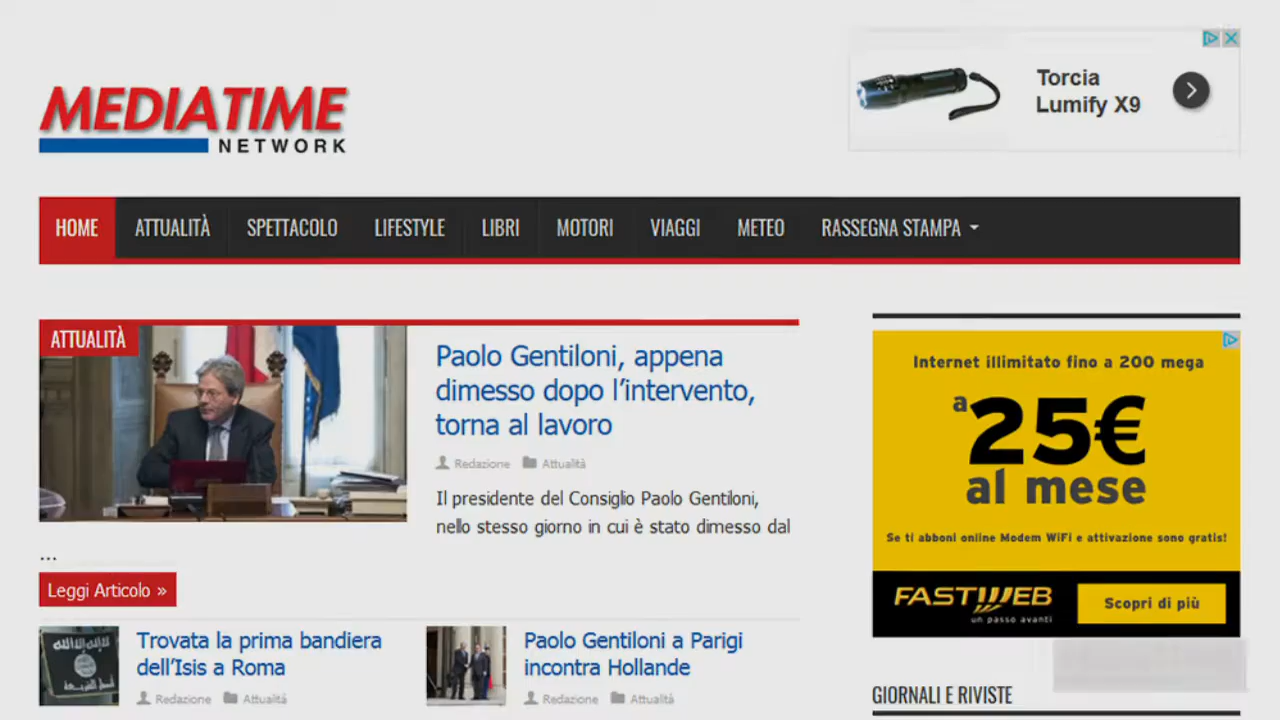 MEDIATIME
NETWORK
Torcia
Lumify X9
HOME
ATTUALITÀ
SPETTACOLO
LIFESTYLE
LIBRI
MOTORI
VIAGGI
METEO
RASSEGNA STAMPA
ATTUALITÀ
Paolo Gentiloni, appena
dimesso dopo l’intervento,
torna al lavoro
Redazione Attualità
Il presidente del Consiglio Paolo Gentiloni,
nello stesso giorno in cui è stato dimesso dal
...
Leggi Articolo »
Trovata la prima bandiera
dell’Isis a Roma
Redazione Attualità
Paolo Gentiloni a Parigi
incontra Hollande
Redazione Attualità
Internet illimitato fino a 200 mega
a 25€
al mese
Se ti abboni online Modem WiFi e attivazione sono gratis!
FASTWEB
un passo avanti
Scopri di più
GIORNALI E RIVISTE